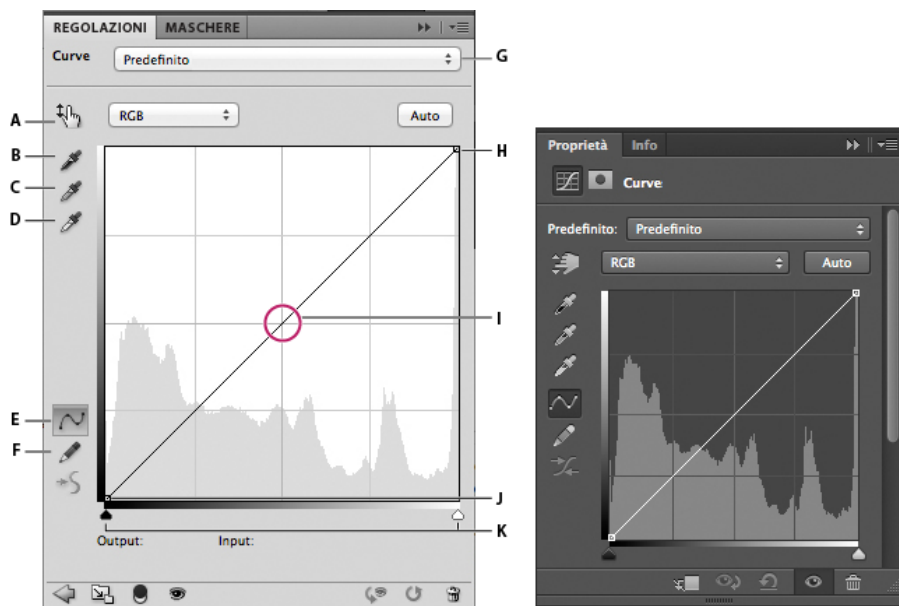 REGOLAZIONI MASCHERE
Curve Predefinito
G
A
RGB
Auto
B
H
C
D
I
E
F
J
K
Output: Input:
Proprietà Info
Curve
Predefinito: Predefinito
RGB
Auto